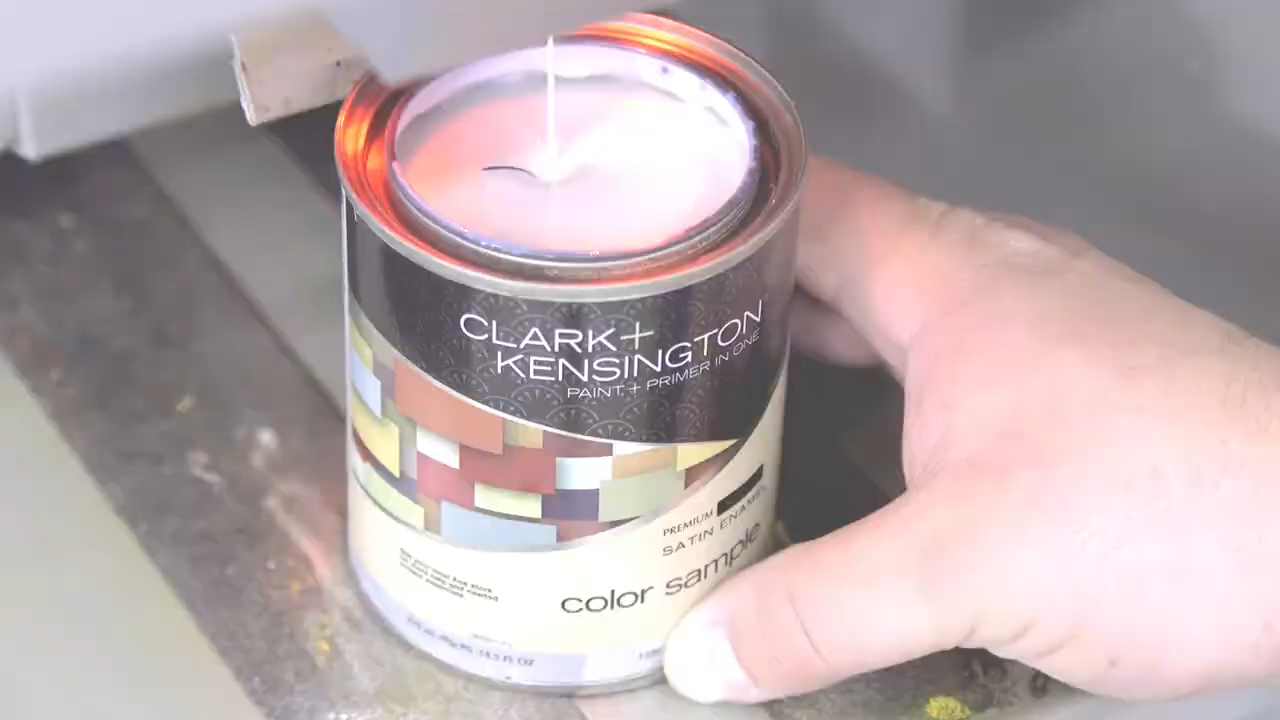 CLARK+
KENSINGTON
PAINT + PRIMER IN ONE
PREMIUM
SATIN ENAMEL
color sample